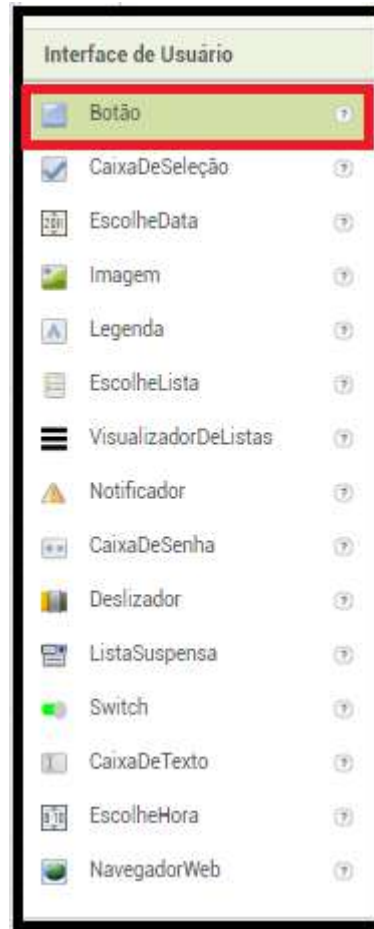 Interface de Usuário
Botão
CaixaDeSeleção
EscolheData
Imagem
Legenda
EscolheLista
VisualizadorDeListas
Notificador
CaixaDeSenha
Deslizador
ListaSuspensa
Switch
CaixaDeTexto
EscolheHora
NavegadorWeb